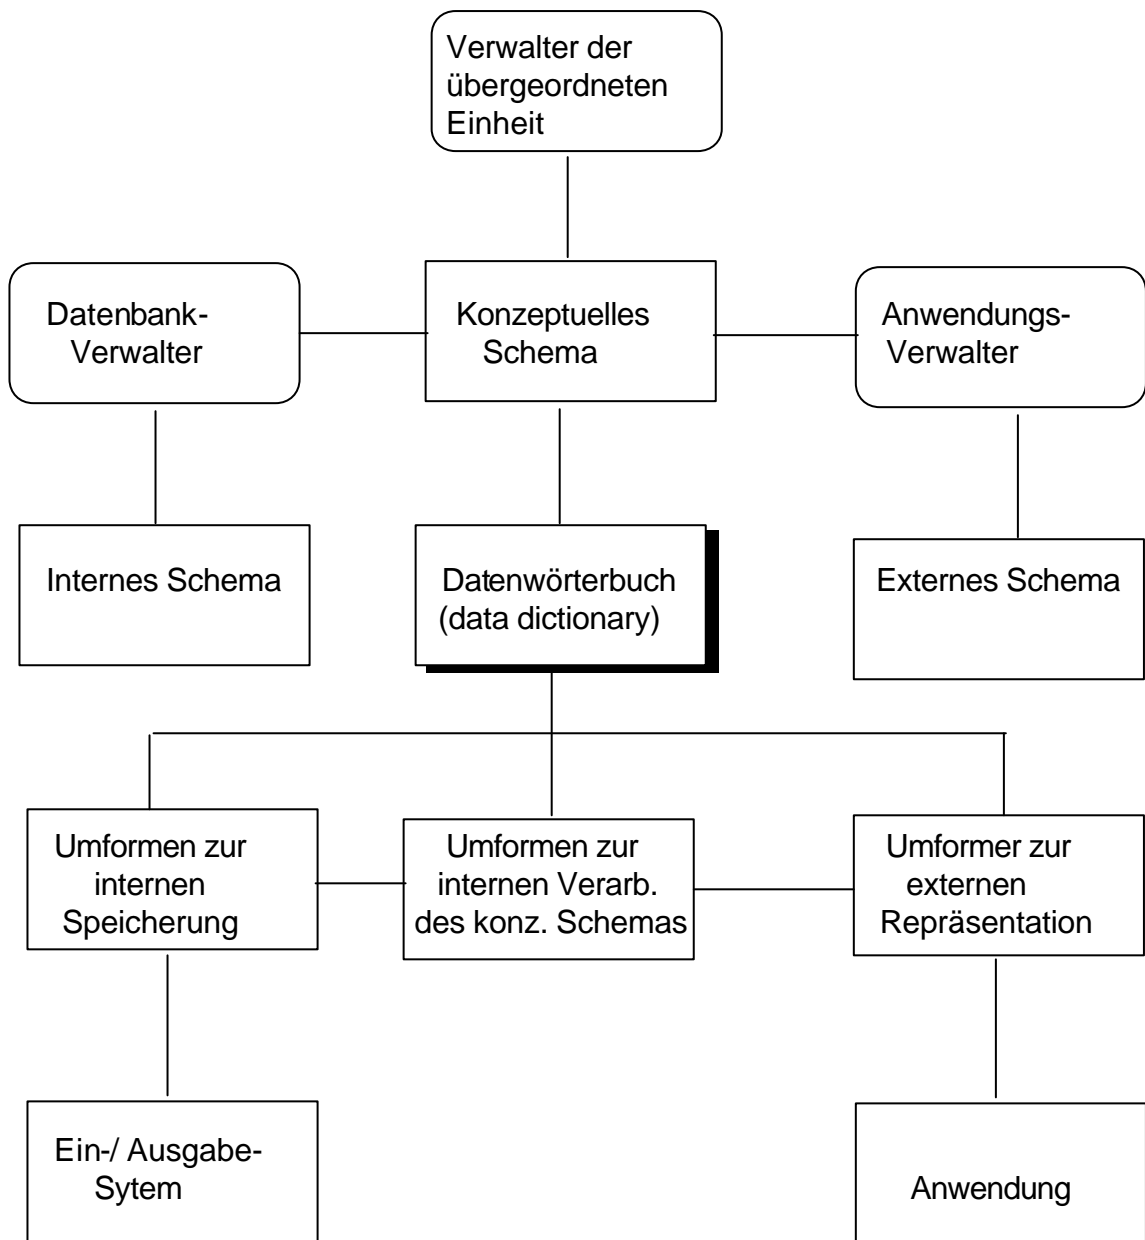 Verwalter der
übergeordneten
Einheit
Datenbank-
Verwalter
Konzeptuelles
Schema
Anwendungs-
Verwalter
Internes Schema
Datenwörterbuch
(data dictionary)
Externes Schema
Umformen zur
internen
Speicherung
Umformen zur
internen Verarb.
des konz. Schemas
Umformer zur
externen
Repräsentation
Ein-/ Ausgabe-
Sytem
Anwendung